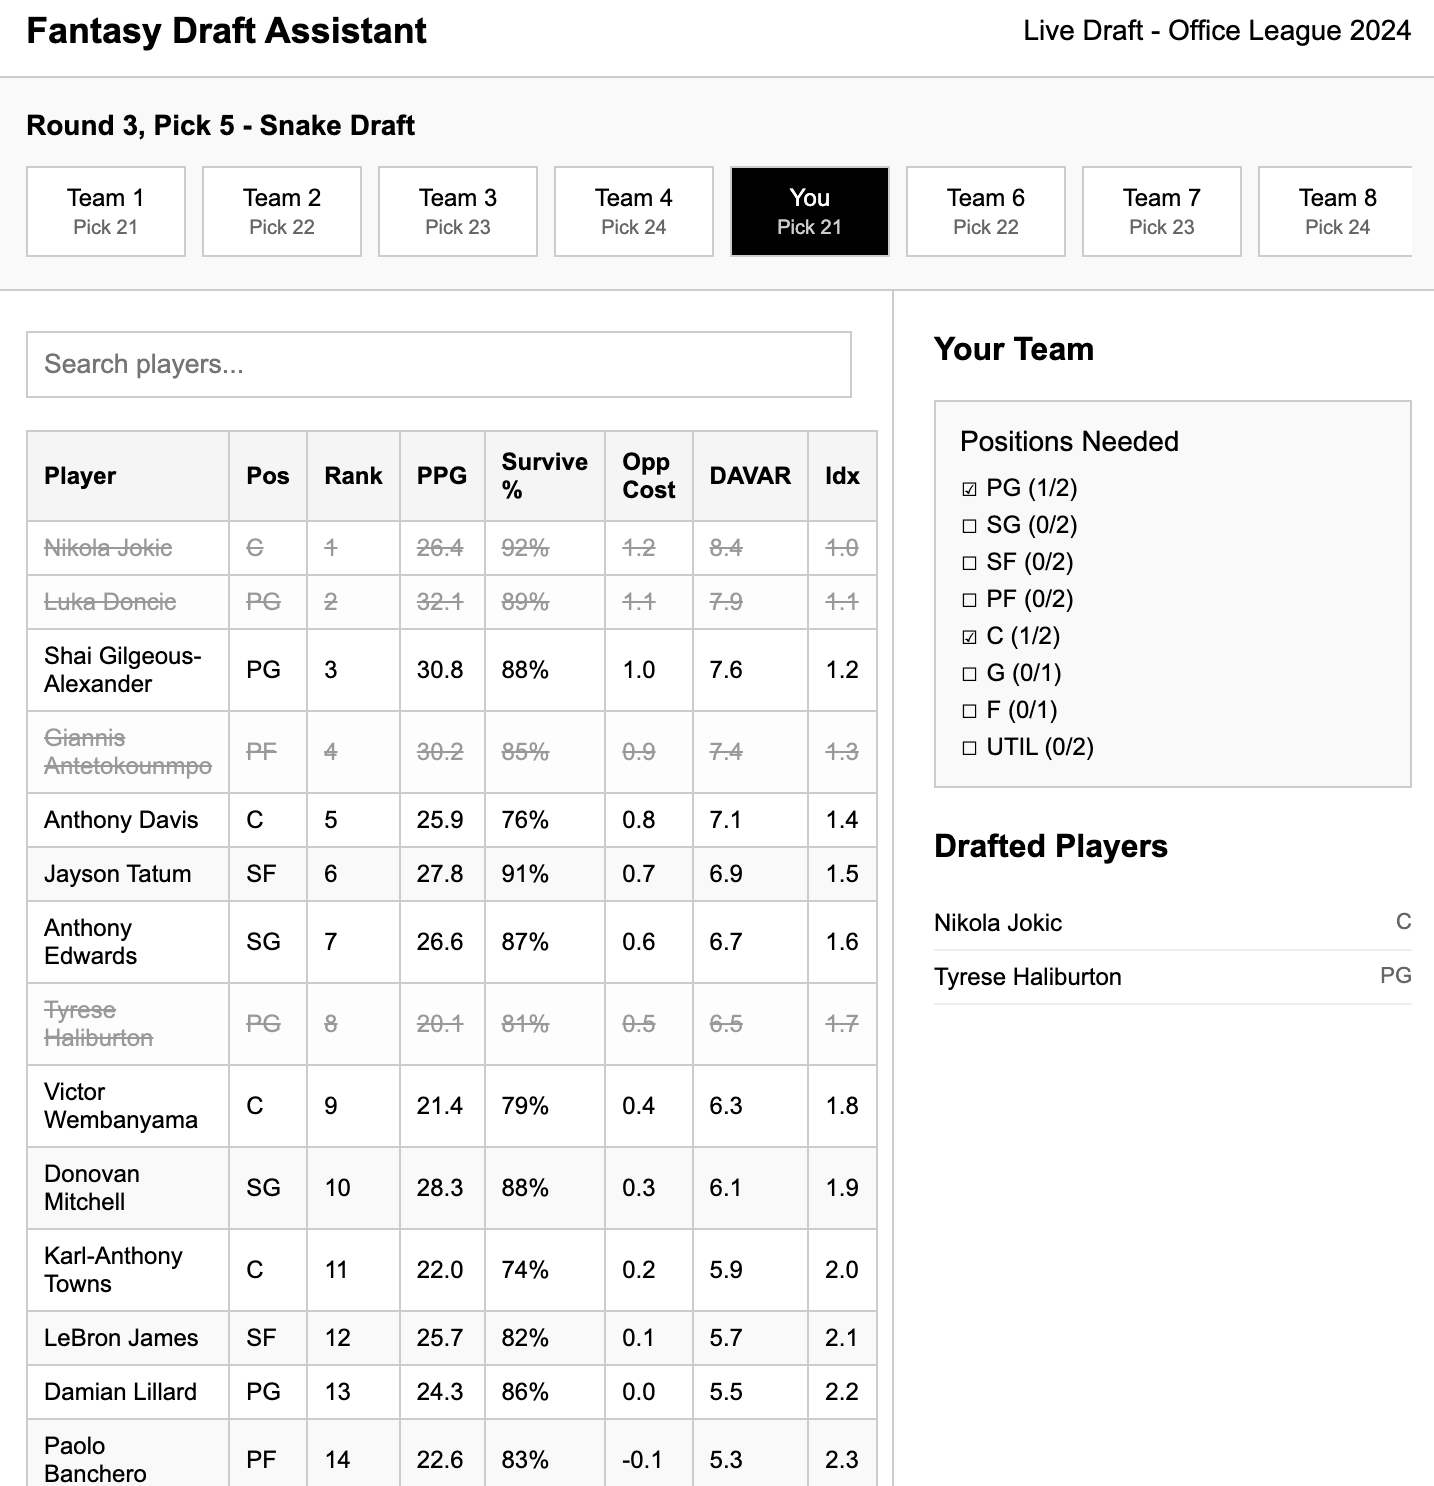 Fantasy Draft Assistant
Live Draft - Office League 2024
Round 3, Pick 5 - Snake Draft
Team 1
Pick 21
Team 2
Pick 22
Team 3
Pick 23
Team 4
Pick 24
You
Pick 21
Team 6
Pick 22
Team 7
Pick 23
Team 8
Pick 24
Search players...
Player Pos Rank PPG Survive % Opp Cost DAVAR Idx
Nikola Jokic C 1 26.4 92% 1.2 8.4 1.0
Luka Doncic PG 2 32.1 89% 1.1 7.9 1.1
Shai Gilgeous-Alexander PG 3 30.8 88% 1.0 7.6 1.2
Giannis Antetokounmpo PF 4 30.2 85% 0.9 7.4 1.3
Anthony Davis C 5 25.9 76% 0.8 7.1 1.4
Jayson Tatum SF 6 27.8 91% 0.7 6.9 1.5
Anthony Edwards SG 7 26.6 87% 0.6 6.7 1.6
Tyrese Haliburton PG 8 20.1 81% 0.5 6.5 1.7
Victor Wembanyama C 9 21.4 79% 0.4 6.3 1.8
Donovan Mitchell SG 10 28.3 88% 0.3 6.1 1.9
Karl-Anthony Towns C 11 22.0 74% 0.2 5.9 2.0
LeBron James SF 12 25.7 82% 0.1 5.7 2.1
Damian Lillard PG 13 24.3 86% 0.0 5.5 2.2
Paolo Banchero PF 14 22.6 83% -0.1 5.3 2.3
Your Team
Positions Needed
☑ PG (1/2)
☐ SG (0/2)
☐ SF (0/2)
☐ PF (0/2)
☑ C (1/2)
☐ G (0/1)
☐ F (0/1)
☐ UTIL (0/2)
Drafted Players
Nikola Jokic C
Tyrese Haliburton PG